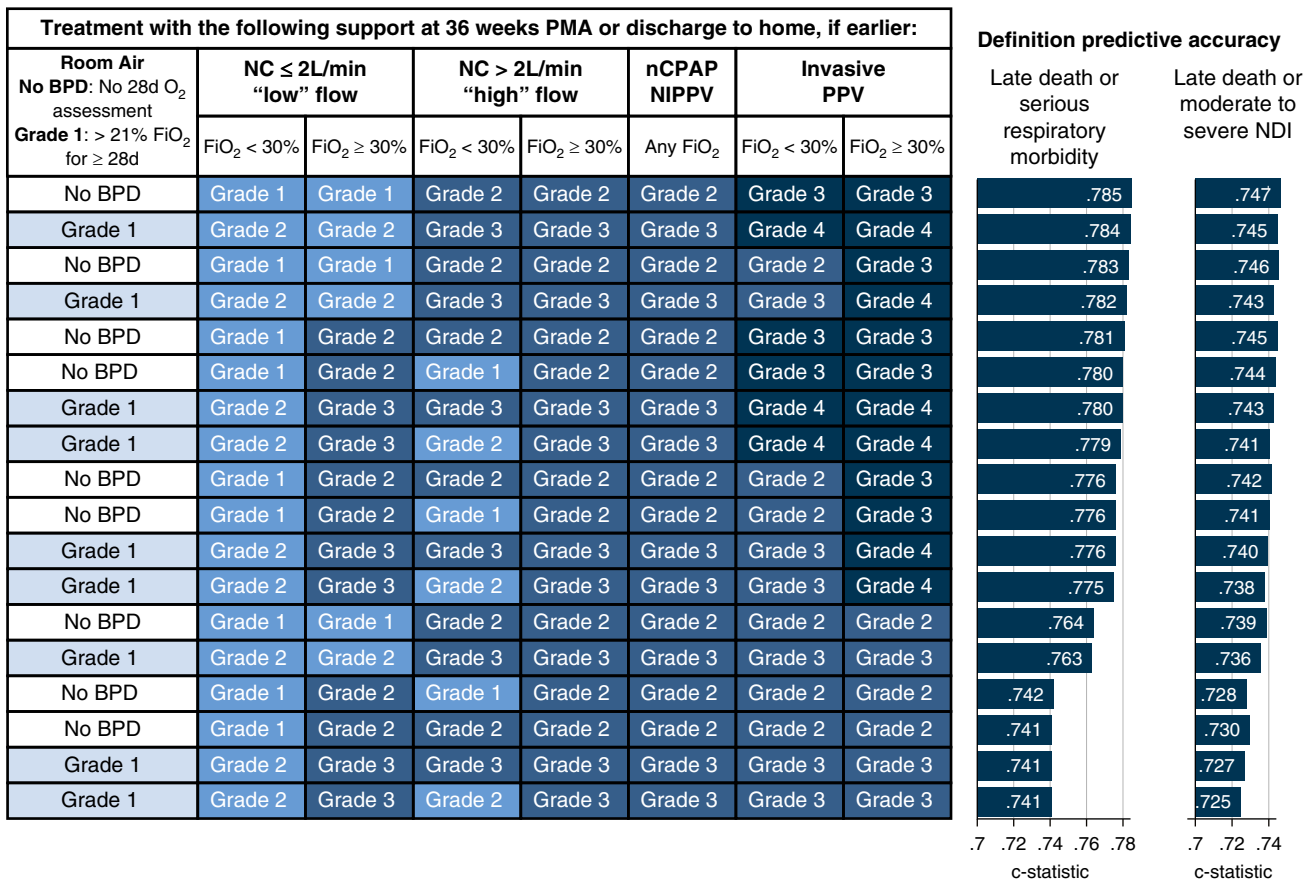 Treatment with the following support at 36 weeks PMA or discharge to home, if earlier:
Room Air
No BPD: No 28d O₂
assessment
Grade 1: > 21% FiO₂
for ≥ 28d
NC ≤ 2L/min
“low” flow
NC > 2L/min
“high” flow
nCPAP
NIPPV
Invasive
PPV
FiO₂ < 30% FiO₂ ≥ 30% FiO₂ < 30% FiO₂ ≥ 30% Any FiO₂ FiO₂ < 30% FiO₂ ≥ 30%
Definition predictive accuracy
Late death or
serious
respiratory
morbidity
Late death or
moderate to
severe NDI
No BPD Grade 1 Grade 1 Grade 2 Grade 2 Grade 2 Grade 3 Grade 3 .785 .747
Grade 1 Grade 2 Grade 2 Grade 3 Grade 3 Grade 3 Grade 4 Grade 4 .784 .745
No BPD Grade 1 Grade 1 Grade 2 Grade 2 Grade 2 Grade 2 Grade 3 .783 .746
Grade 1 Grade 2 Grade 2 Grade 3 Grade 3 Grade 3 Grade 3 Grade 4 .782 .743
No BPD Grade 1 Grade 2 Grade 2 Grade 2 Grade 2 Grade 3 Grade 3 .781 .745
No BPD Grade 1 Grade 2 Grade 1 Grade 2 Grade 2 Grade 3 Grade 3 .780 .744
Grade 1 Grade 2 Grade 3 Grade 3 Grade 3 Grade 3 Grade 4 Grade 4 .780 .743
Grade 1 Grade 2 Grade 3 Grade 2 Grade 3 Grade 3 Grade 4 Grade 4 .779 .741
No BPD Grade 1 Grade 2 Grade 2 Grade 2 Grade 2 Grade 2 Grade 3 .776 .742
No BPD Grade 1 Grade 2 Grade 1 Grade 2 Grade 2 Grade 2 Grade 3 .776 .741
Grade 1 Grade 2 Grade 3 Grade 3 Grade 3 Grade 3 Grade 3 Grade 4 .776 .740
Grade 1 Grade 2 Grade 3 Grade 2 Grade 3 Grade 3 Grade 3 Grade 4 .775 .738
No BPD Grade 1 Grade 1 Grade 2 Grade 2 Grade 2 Grade 2 Grade 2 .764 .739
Grade 1 Grade 2 Grade 2 Grade 3 Grade 3 Grade 3 Grade 3 Grade 3 .763 .736
No BPD Grade 1 Grade 2 Grade 1 Grade 2 Grade 2 Grade 2 Grade 2 .742 .728
No BPD Grade 1 Grade 2 Grade 2 Grade 2 Grade 2 Grade 2 Grade 2 .741 .730
Grade 1 Grade 2 Grade 3 Grade 3 Grade 3 Grade 3 Grade 3 Grade 3 .741 .727
Grade 1 Grade 2 Grade 3 Grade 2 Grade 3 Grade 3 Grade 3 Grade 3 .741 .725
.7 .72 .74 .76 .78 .7 .72 .74
c-statistic c-statistic